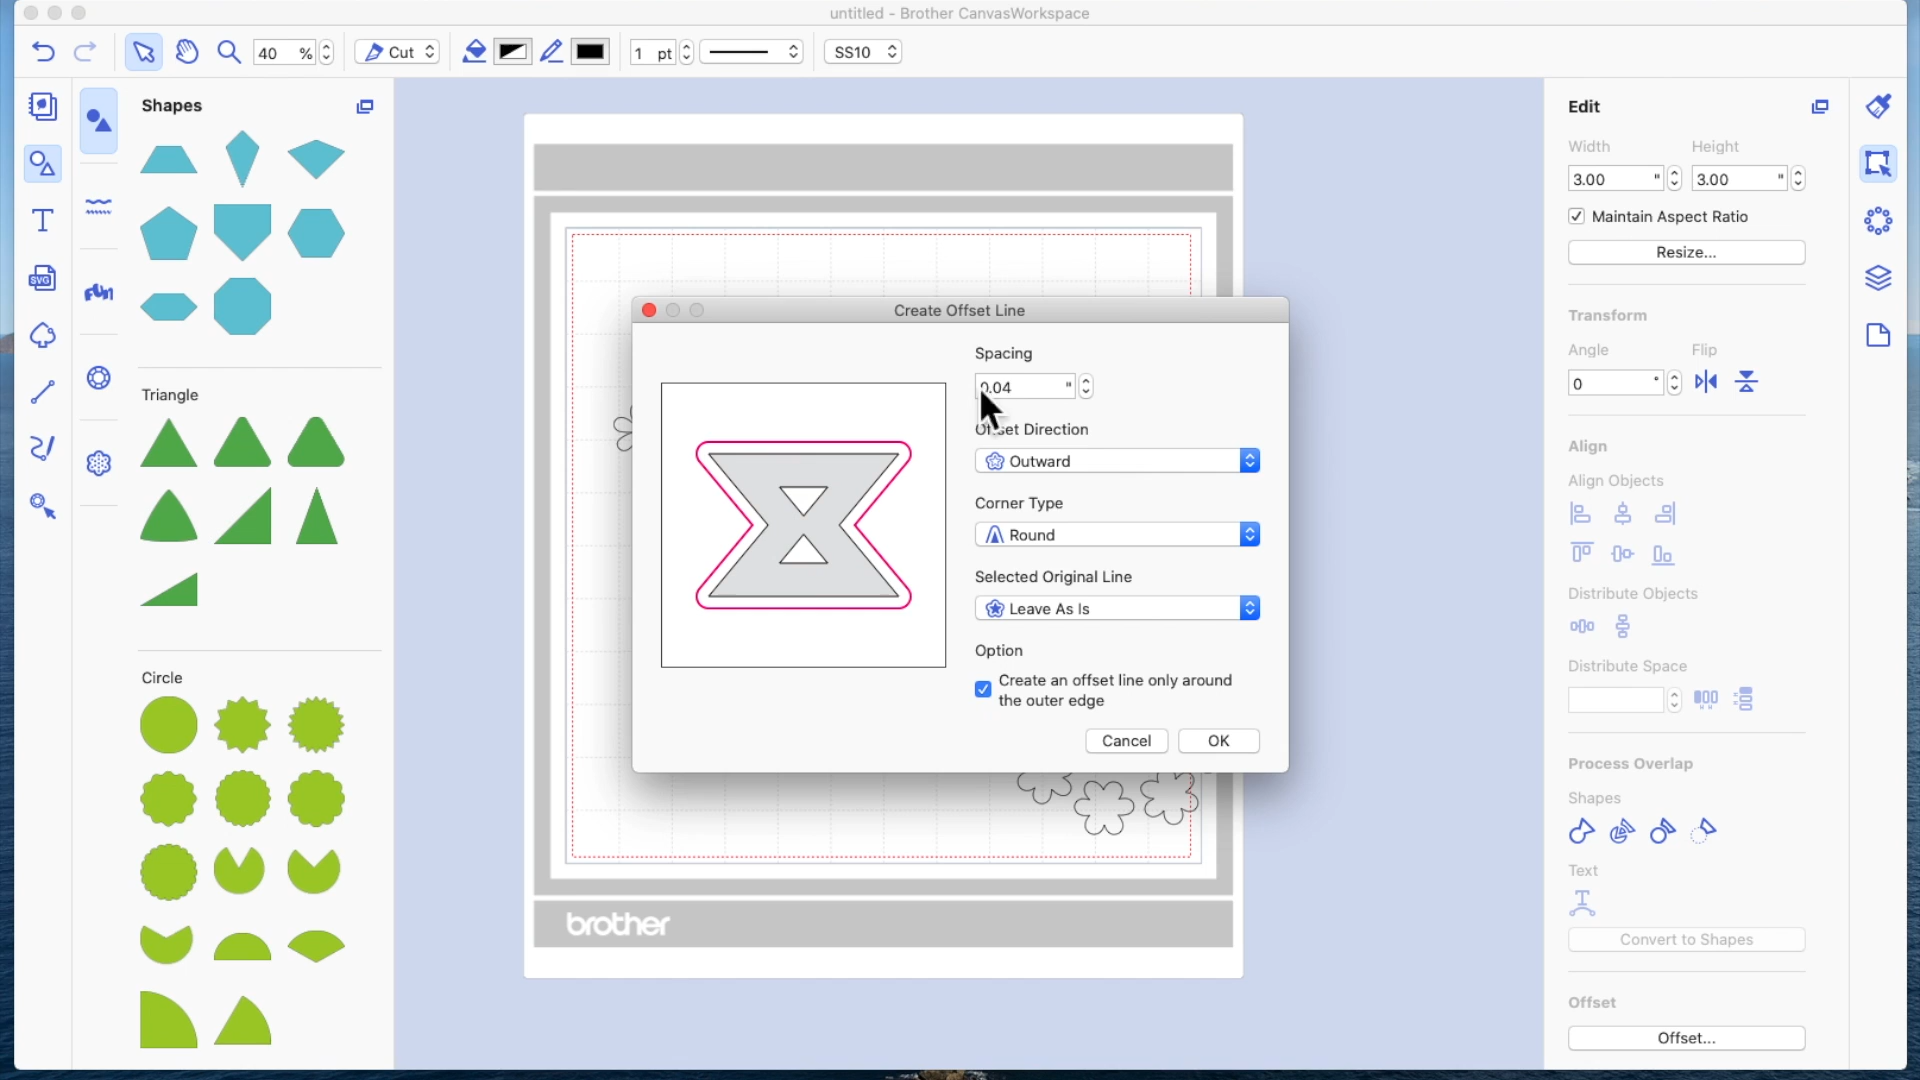 untitled - Brother CanvasWorkspace
40 %
Cut
1 pt
SS10
Shapes
Triangle
Circle
SVG
Fun
T
brother
Create Offset Line
Spacing
0.04 "
Offset Direction
Outward
Corner Type
Round
Selected Original Line
Leave As Is
Option
Create an offset line only around
the outer edge
Cancel
OK
Edit
Width
Height
3.00 "
3.00 "
Maintain Aspect Ratio
Resize...
Transform
Angle
Flip
0 °
Align
Align Objects
Distribute Objects
Distribute Space
Process Overlap
Shapes
Text
Convert to Shapes
Offset
Offset...